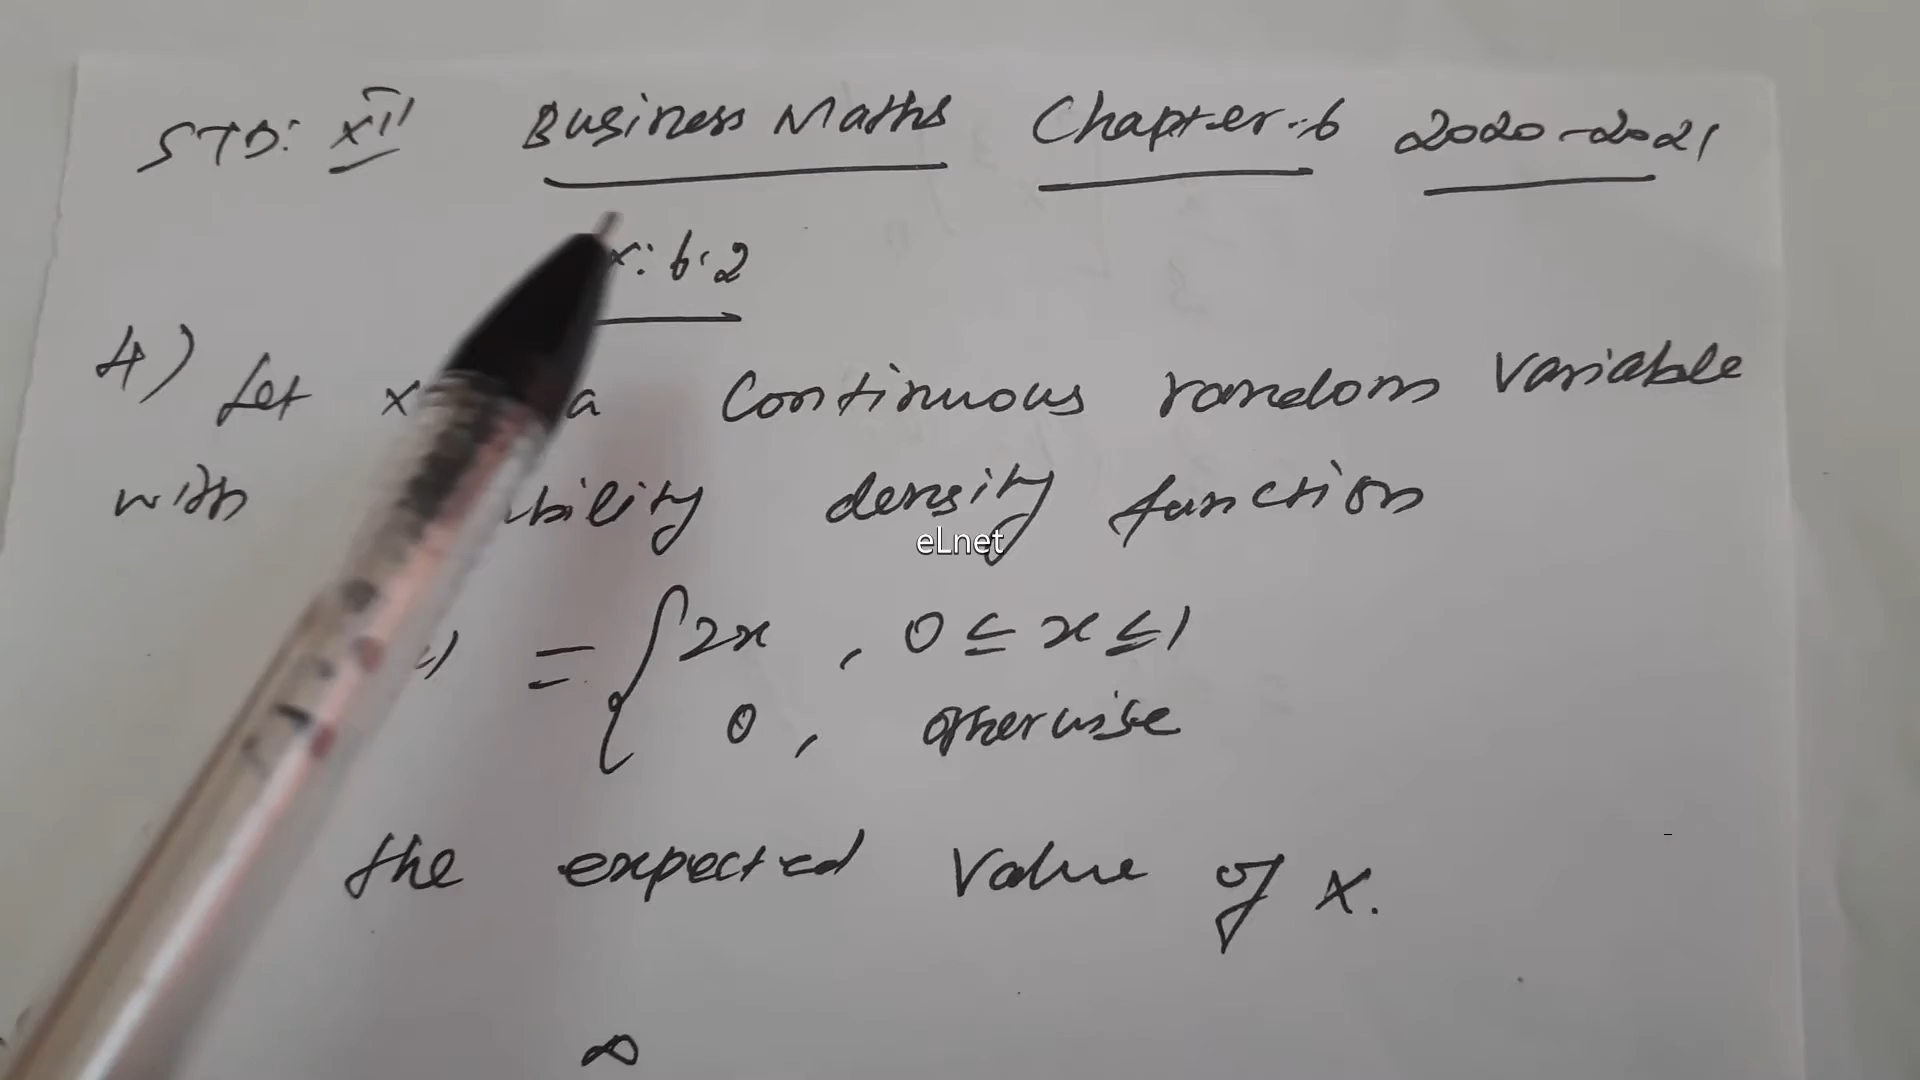 STD: XII Business Maths Chapter:6 2020-2021
x: 6.2
4) Let x a Continuous random Variable
with bility density function
eLnet
= { 2x , 0 ≤ x ≤ 1
0 , otherwise
the expected Value of X.
∞